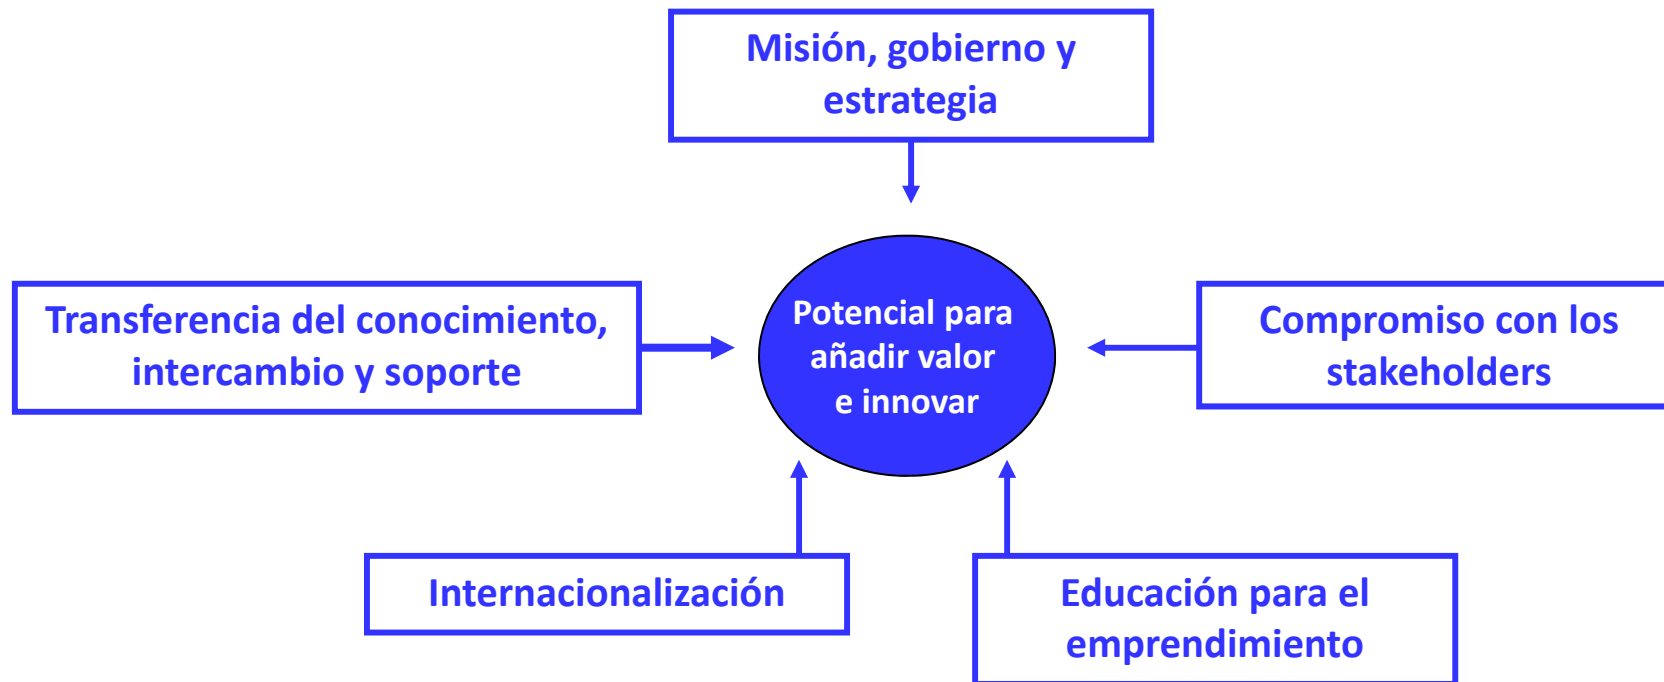 Misión, gobierno y
estrategia
Transferencia del conocimiento,
intercambio y soporte
Potencial para
añadir valor
e innovar
Compromiso con los
stakeholders
Internacionalización
Educación para el
emprendimiento